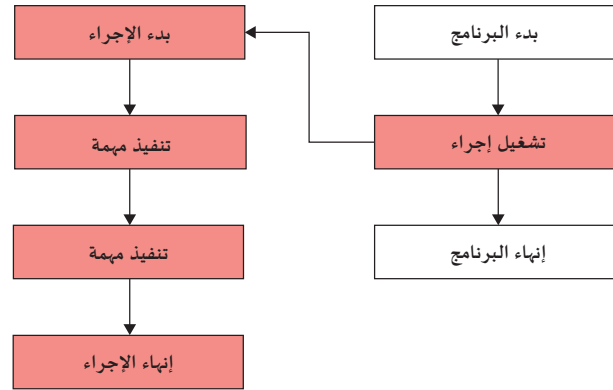 بدء البرنامج
بدء الإجراء
تشغيل إجراء
تنفيذ مهمة
إنهاء البرنامج
تنفيذ مهمة
إنهاء الإجراء